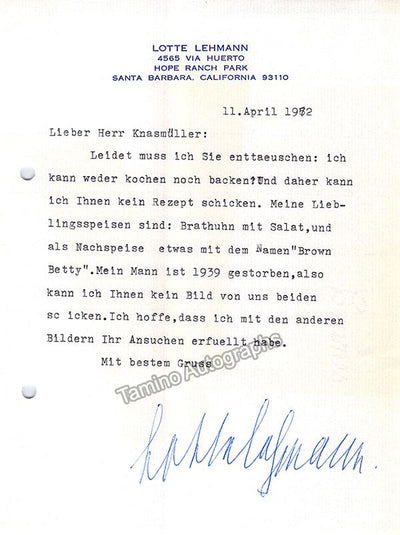 LOTTE LEHMANN
4565 VIA HUERTO
HOPE RANCH PARK
SANTA BARBARA, CALIFORNIA 93110
11.April 1972
Lieber Herr Knasmüller:
Leidet muss ich Sie enttaeuschen: ich
kann weder kochen noch backen!Und daher kann
ich Ihnen kein Rezept schicken. Meine Lieb-
lingsspeisen sind: Brathuhn mit Salat,und
als Nachspeise etwas mit dem Namen"Brown
Betty".Mein Mann ist 1939 gestorben,also
kann ich Ihnen kein Bild von uns beiden
sc icken.Ich hoffe,dass ich mit den anderen
Bildern Ihr Ansuchen erfuellt habe.
Mit bestem Gruss
Tamino Autographs
Lotte Lehmann.